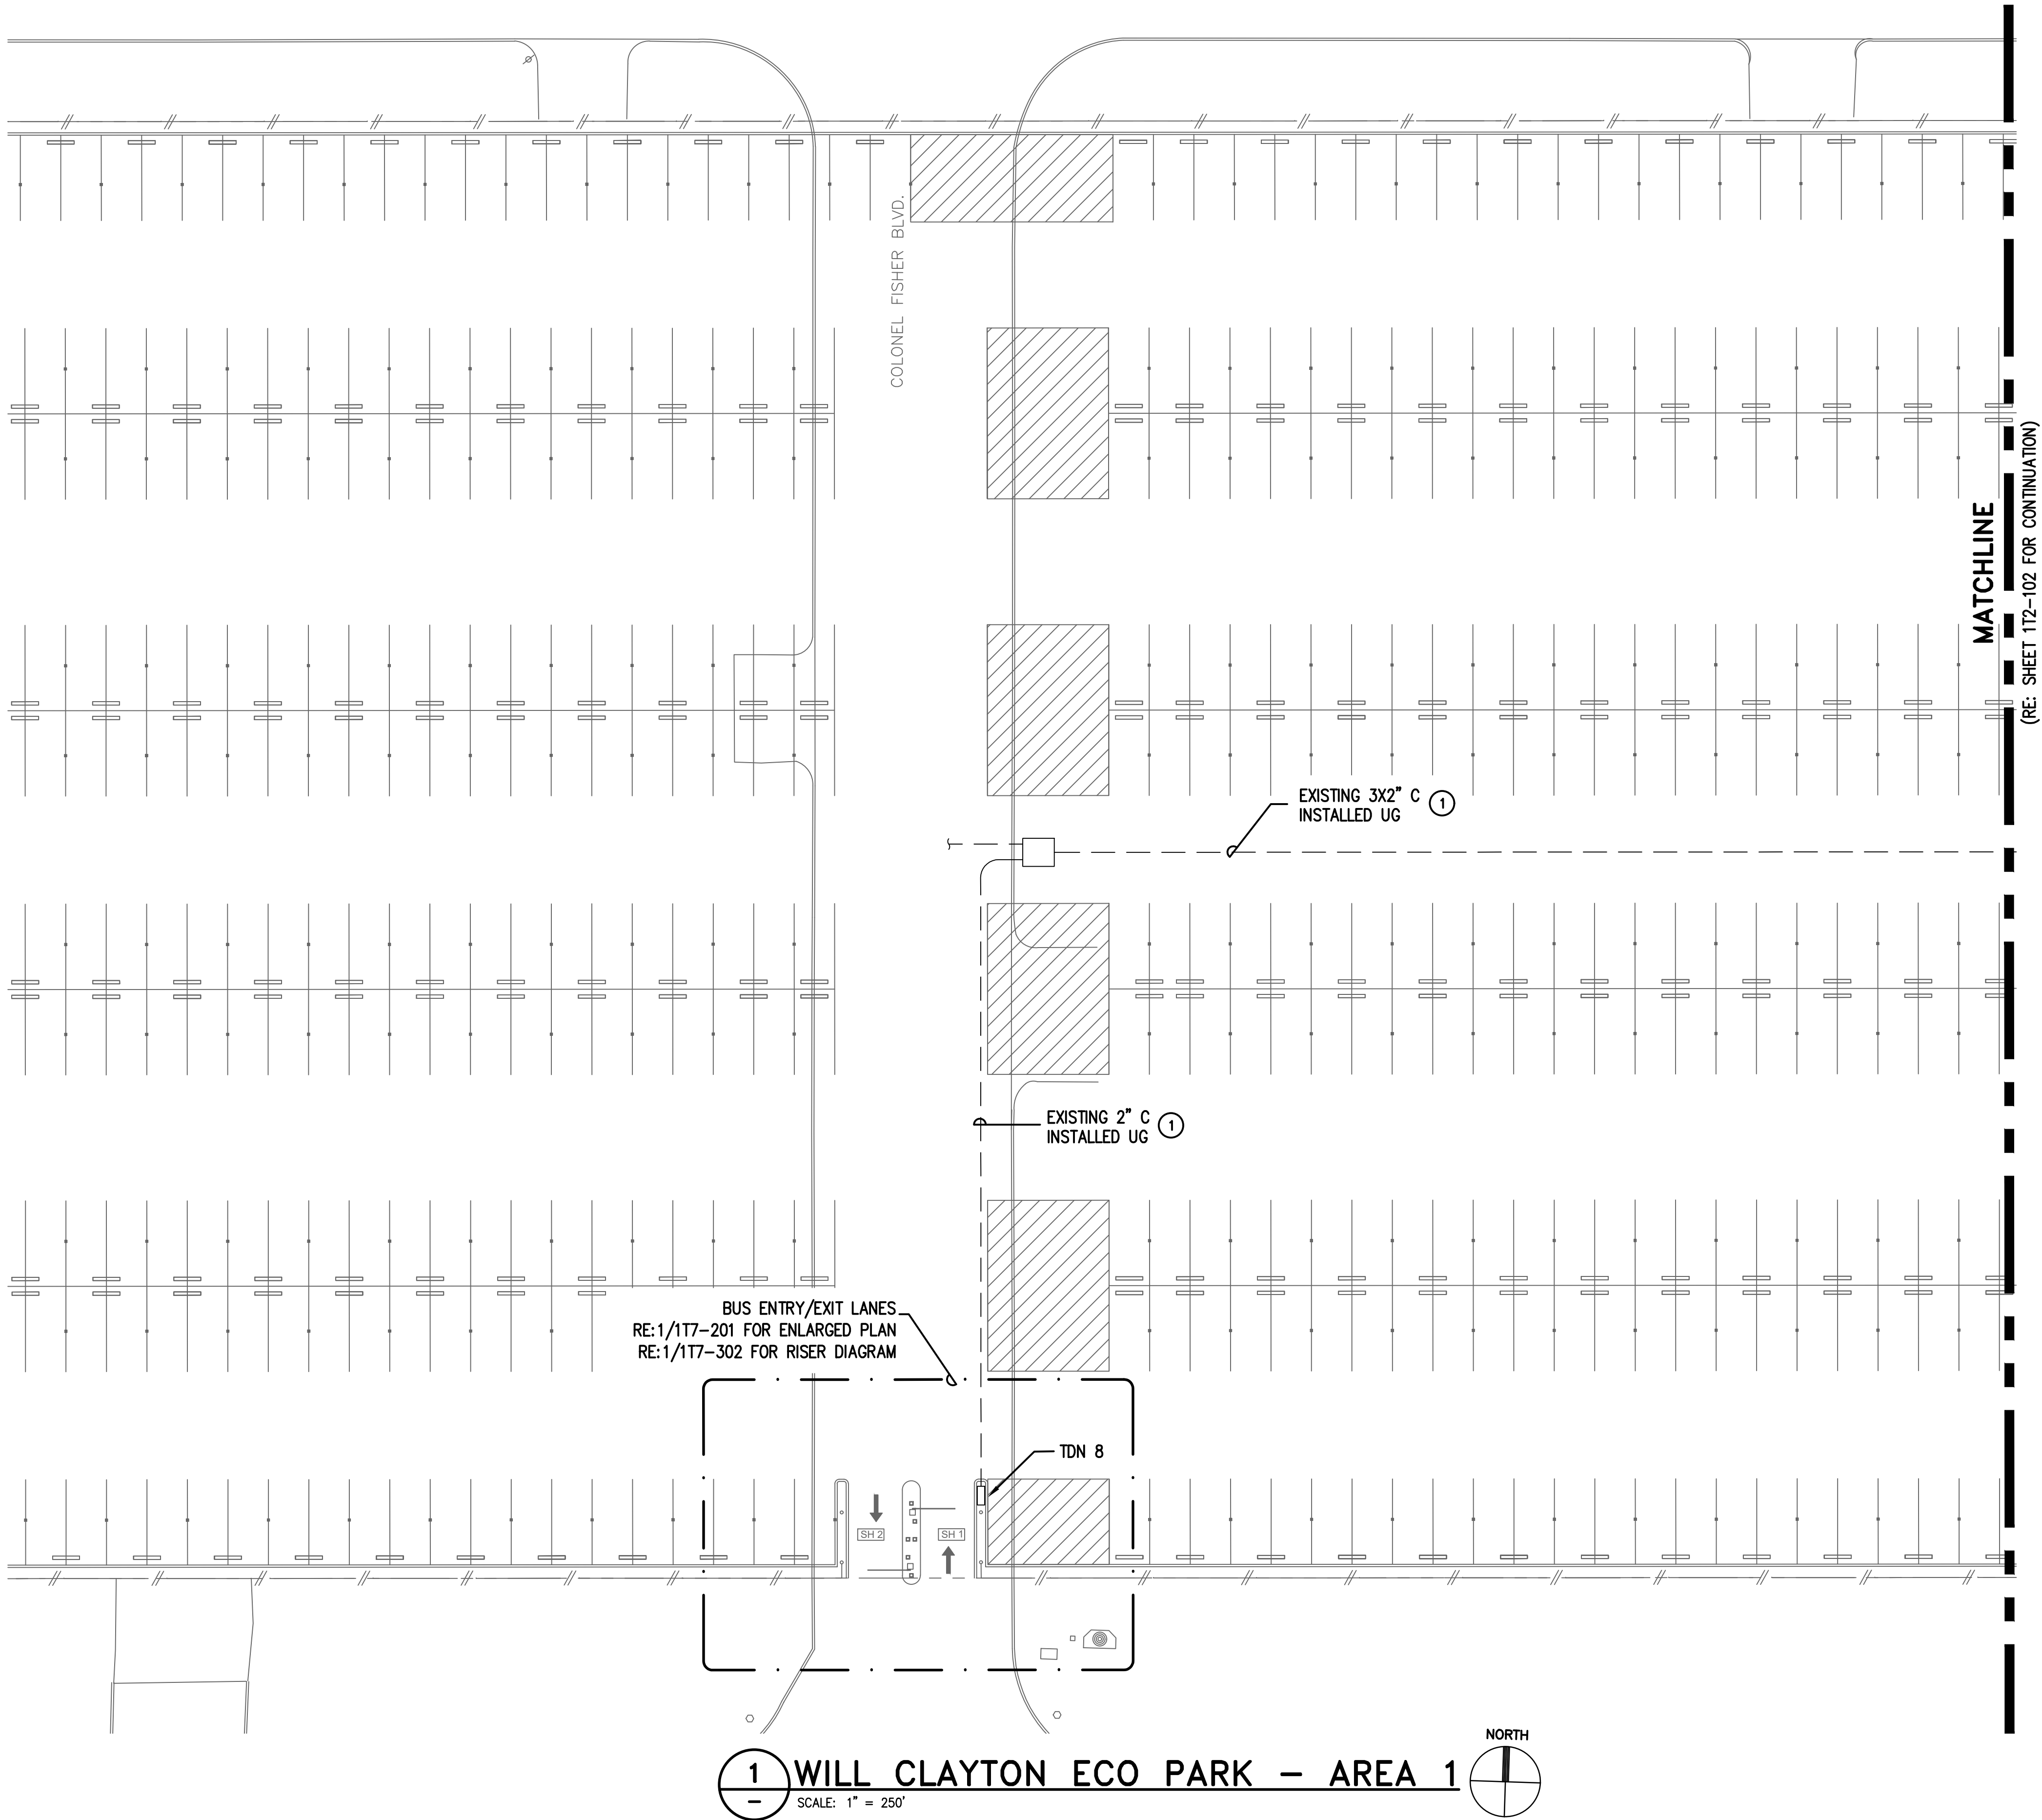 COLONEL FISHER BLVD.
MATCHLINE
(RE: SHEET 1T2-102 FOR CONTINUATION)
EXISTING 3X2" C
INSTALLED UG
1
EXISTING 2" C
INSTALLED UG
1
BUS ENTRY/EXIT LANES
RE:1/1T7-201 FOR ENLARGED PLAN
RE:1/1T7-302 FOR RISER DIAGRAM
TDN 8
SH 2
SH 1
NORTH
1
-
WILL CLAYTON ECO PARK - AREA 1
SCALE: 1" = 250'